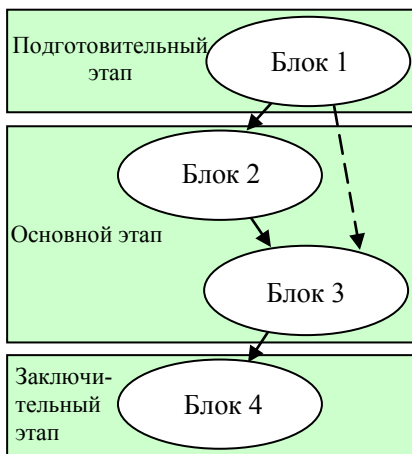 Подготовительный
этап
Блок 1
Блок 2
Основной этап
Блок 3
Заключи-
тельный
этап
Блок 4